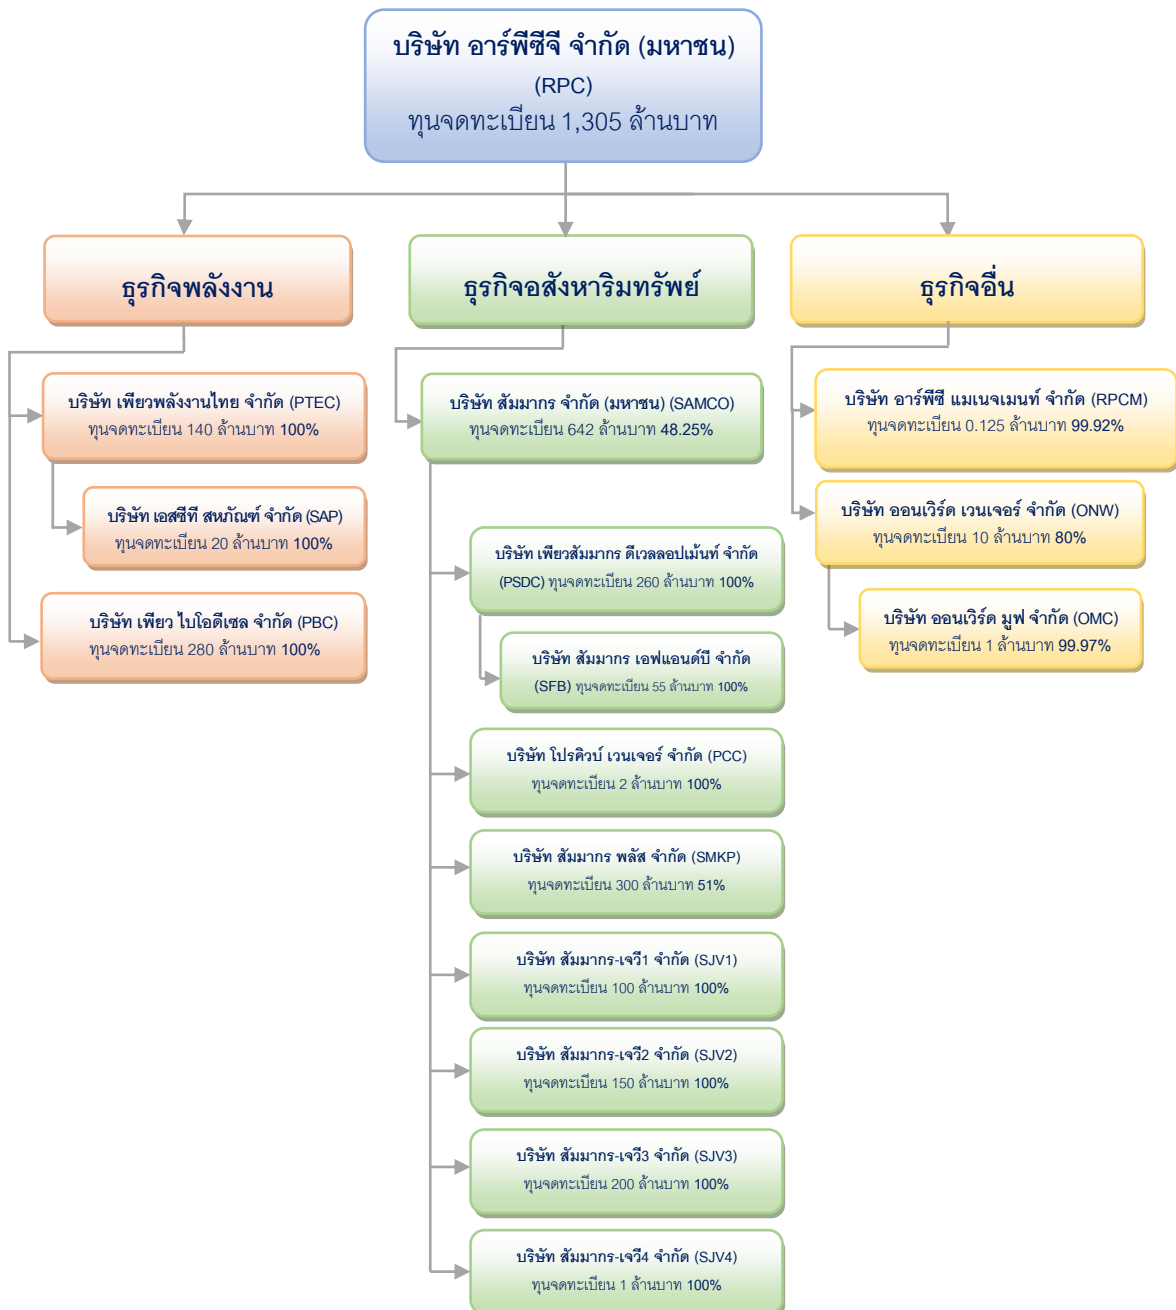 บริษัท อาร์พีซีจี จำกัด (มหาชน)
(RPC)
ทุนจดทะเบียน 1,305 ล้านบาท
ธุรกิจพลังงาน
บริษัท เพียวพลังงานไทย จำกัด (PTEC)
ทุนจดทะเบียน 140 ล้านบาท 100%
บริษัท เอสซีที สหภัณฑ์ จำกัด (SAP)
ทุนจดทะเบียน 20 ล้านบาท 100%
บริษัท เพียว ไบโอดีเซล จำกัด (PBC)
ทุนจดทะเบียน 280 ล้านบาท 100%
ธุรกิจอสังหาริมทรัพย์
บริษัท สัมมากร จำกัด (มหาชน) (SAMCO)
ทุนจดทะเบียน 642 ล้านบาท 48.25%
บริษัท เพียวสัมมากร ดีเวลลอปเม้นท์ จำกัด
(PSDC) ทุนจดทะเบียน 260 ล้านบาท 100%
บริษัท สัมมากร เอฟแอนด์บี จำกัด
(SFB) ทุนจดทะเบียน 55 ล้านบาท 100%
บริษัท โปรคิวบ์ เวนเจอร์ จำกัด (PCC)
ทุนจดทะเบียน 2 ล้านบาท 100%
บริษัท สัมมากร พลัส จำกัด (SMKP)
ทุนจดทะเบียน 300 ล้านบาท 51%
บริษัท สัมมากร-เจวี1 จำกัด (SJV1)
ทุนจดทะเบียน 100 ล้านบาท 100%
บริษัท สัมมากร-เจวี2 จำกัด (SJV2)
ทุนจดทะเบียน 150 ล้านบาท 100%
บริษัท สัมมากร-เจวี3 จำกัด (SJV3)
ทุนจดทะเบียน 200 ล้านบาท 100%
บริษัท สัมมากร-เจวี4 จำกัด (SJV4)
ทุนจดทะเบียน 1 ล้านบาท 100%
ธุรกิจอื่น
บริษัท อาร์พีซี แมเนจเมนท์ จำกัด (RPCM)
ทุนจดทะเบียน 0.125 ล้านบาท 99.92%
บริษัท ออนเวิร์ด เวนเจอร์ จำกัด (ONW)
ทุนจดทะเบียน 10 ล้านบาท 80%
บริษัท ออนเวิร์ด มูฟ จำกัด (OMC)
ทุนจดทะเบียน 1 ล้านบาท 99.97%